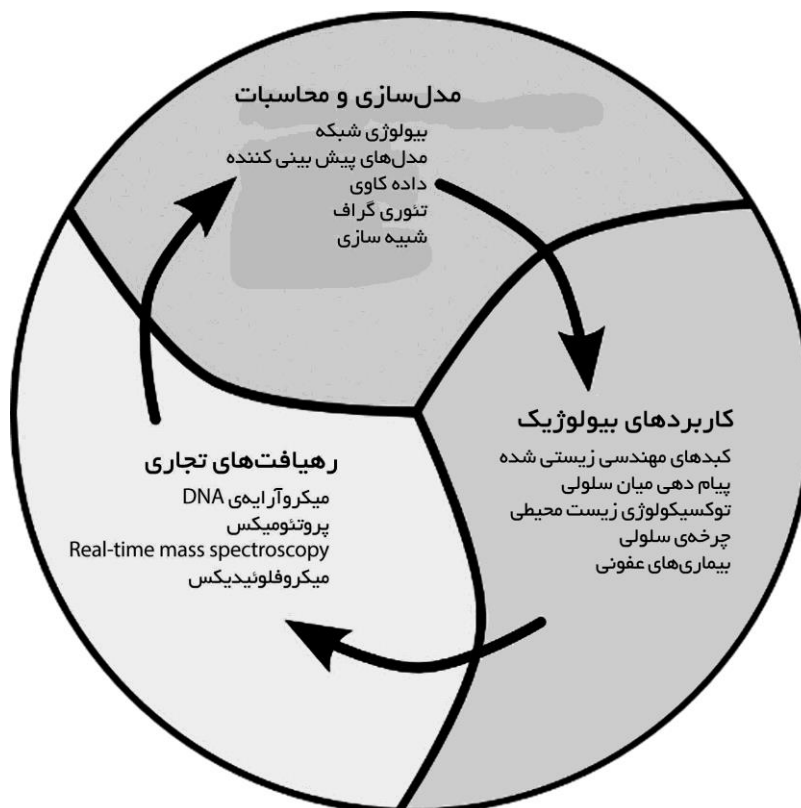 مدل‌سازی و محاسبات
بیولوژی شبکه
مدل‌های پیش بینی کننده
داده کاوی
تئوری گراف
شبیه سازی
کاربردهای بیولوژیک
کبدهای مهندسی زیستی شده
پیام دهی میان سلولی
توکسیکولوژی زیست محیطی
چرخه‌ی سلولی
بیماری‌های عفونی
رهیافت‌های تجاری
میکروآرایه‌ی DNA
پروتئومیکس
Real-time mass spectroscopy
میکروفلوئیدیکس